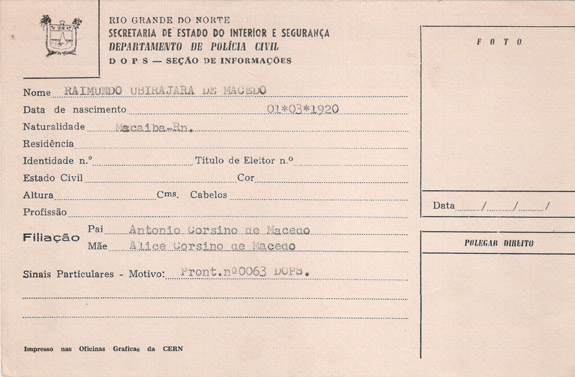 RIO GRANDE DO NORTE
SECRETARIA DE ESTADO DO INTERIOR E SEGURANÇA
DEPARTAMENTO DE POLÍCIA CIVIL
DOPS — SEÇÃO DE INFORMAÇÕES
FOTO
Nome RAIMUNDO UBIRAJARA DE MACEDO
Data de nascimento 01*03*1920
Naturalidade Macaiba-Rn.
Residência
Identidade n.º Título de Eleitor n.º
Estado Civil Cor
Altura Cms. Cabelos
Profissão
Data / / /
Filiação
Pai Antonio Corsino de Macedo
Mãe Alice Corsino de Macedo
POLEGAR DIREITO
Sinais Particulares - Motivo: Pront.nº0063 DOPS.
Impresso nas Oficinas Graficas da CERN